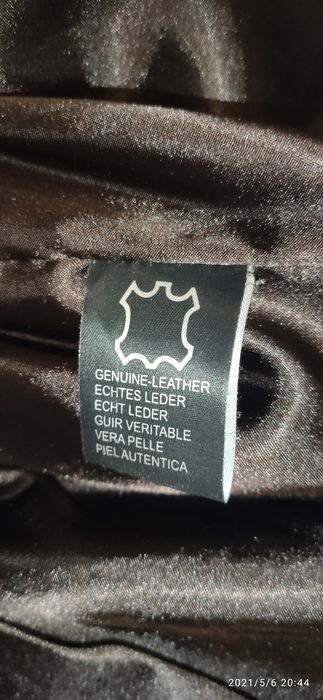 GENUINE-LEATHER
ECHTES LEDER
ECHT LEDER
GUIR VERITABLE
VERA PELLE
PIEL AUTENTICA
2021/5/6 20:44